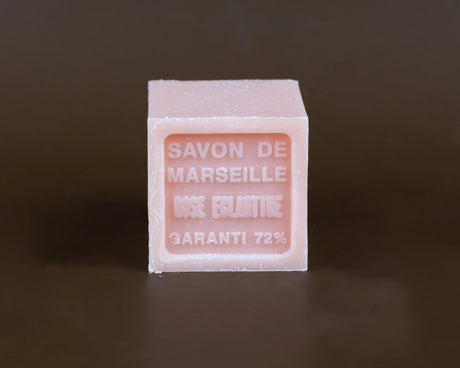 SAVON DE
MARSEILLE
ROSE EGLANTINE
GARANTI 72%